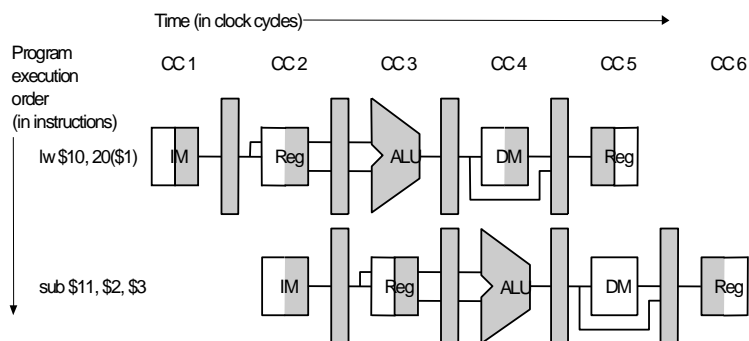 Time (in clock cycles)
Program
execution
order
(in instructions)
CC 1 CC 2 CC 3 CC 4 CC 5 CC 6
lw $10, 20($1)
IM Reg ALU DM Reg
sub $11, $2, $3
IM Reg ALU DM Reg